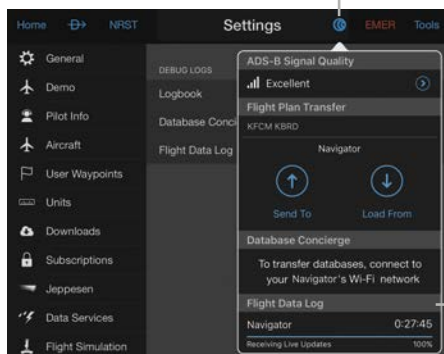 Home NRST Settings EMER Tools
General
Demo
Pilot Info
Aircraft
User Waypoints
Units
Downloads
Subscriptions
Jeppesen
Data Services
Flight Simulation
DEBUG LOGS
Logbook
Database Conci
Flight Data Log
ADS-B Signal Quality
Excellent
Flight Plan Transfer
KFCM KBRD
Navigator
Send To Load From
Database Concierge
To transfer databases, connect to
your Navigator's Wi-Fi network
Flight Data Log
Navigator 0:27:45
Receiving Live Updates 100%